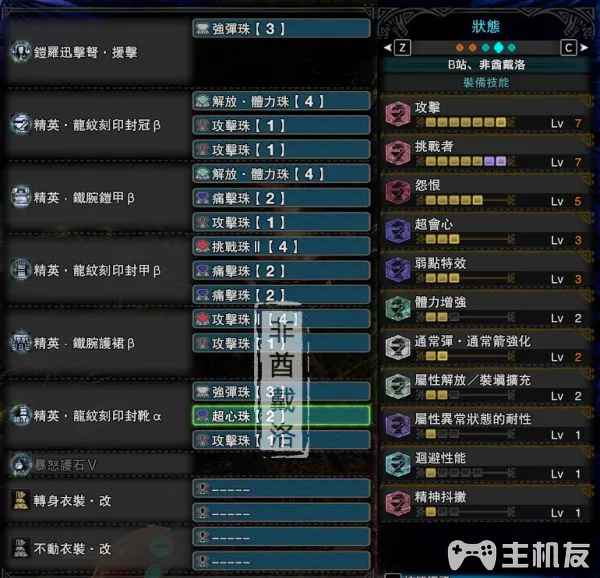 鎧羅迅擊弩・援擊
強彈珠【3】
精英・龍紋刻印封冠β
解放・體力珠【4】
攻擊珠【1】
攻擊珠【1】
精英・鐵腕鎧甲β
解放・體力珠【4】
痛擊珠【2】
攻擊珠【1】
精英・龍紋刻印封甲β
挑戰珠Ⅱ【4】
痛擊珠【2】
痛擊珠【2】
精英・鐵腕護裙β
攻擊珠Ⅱ【4】
攻擊珠【1】
精英・龍紋刻印封靴α
強彈珠【3】
超心珠【2】
攻擊珠【1】
暴怒護石Ⅴ
轉身衣裝・改
-----
-----
不動衣裝・改
-----
-----
非酋戴洛
狀態
Z
C
B站、非酋戴洛
裝備技能
攻擊
Lv 7
挑戰者
Lv 7
怨恨
Lv 5
超會心
Lv 3
弱點特效
Lv 3
體力增強
Lv 2
通常彈・通常箭強化
Lv 2
屬性解放／裝填擴充
Lv 2
屬性異常狀態的耐性
Lv 1
迴避性能
Lv 1
精神抖擻
Lv 1
主机友